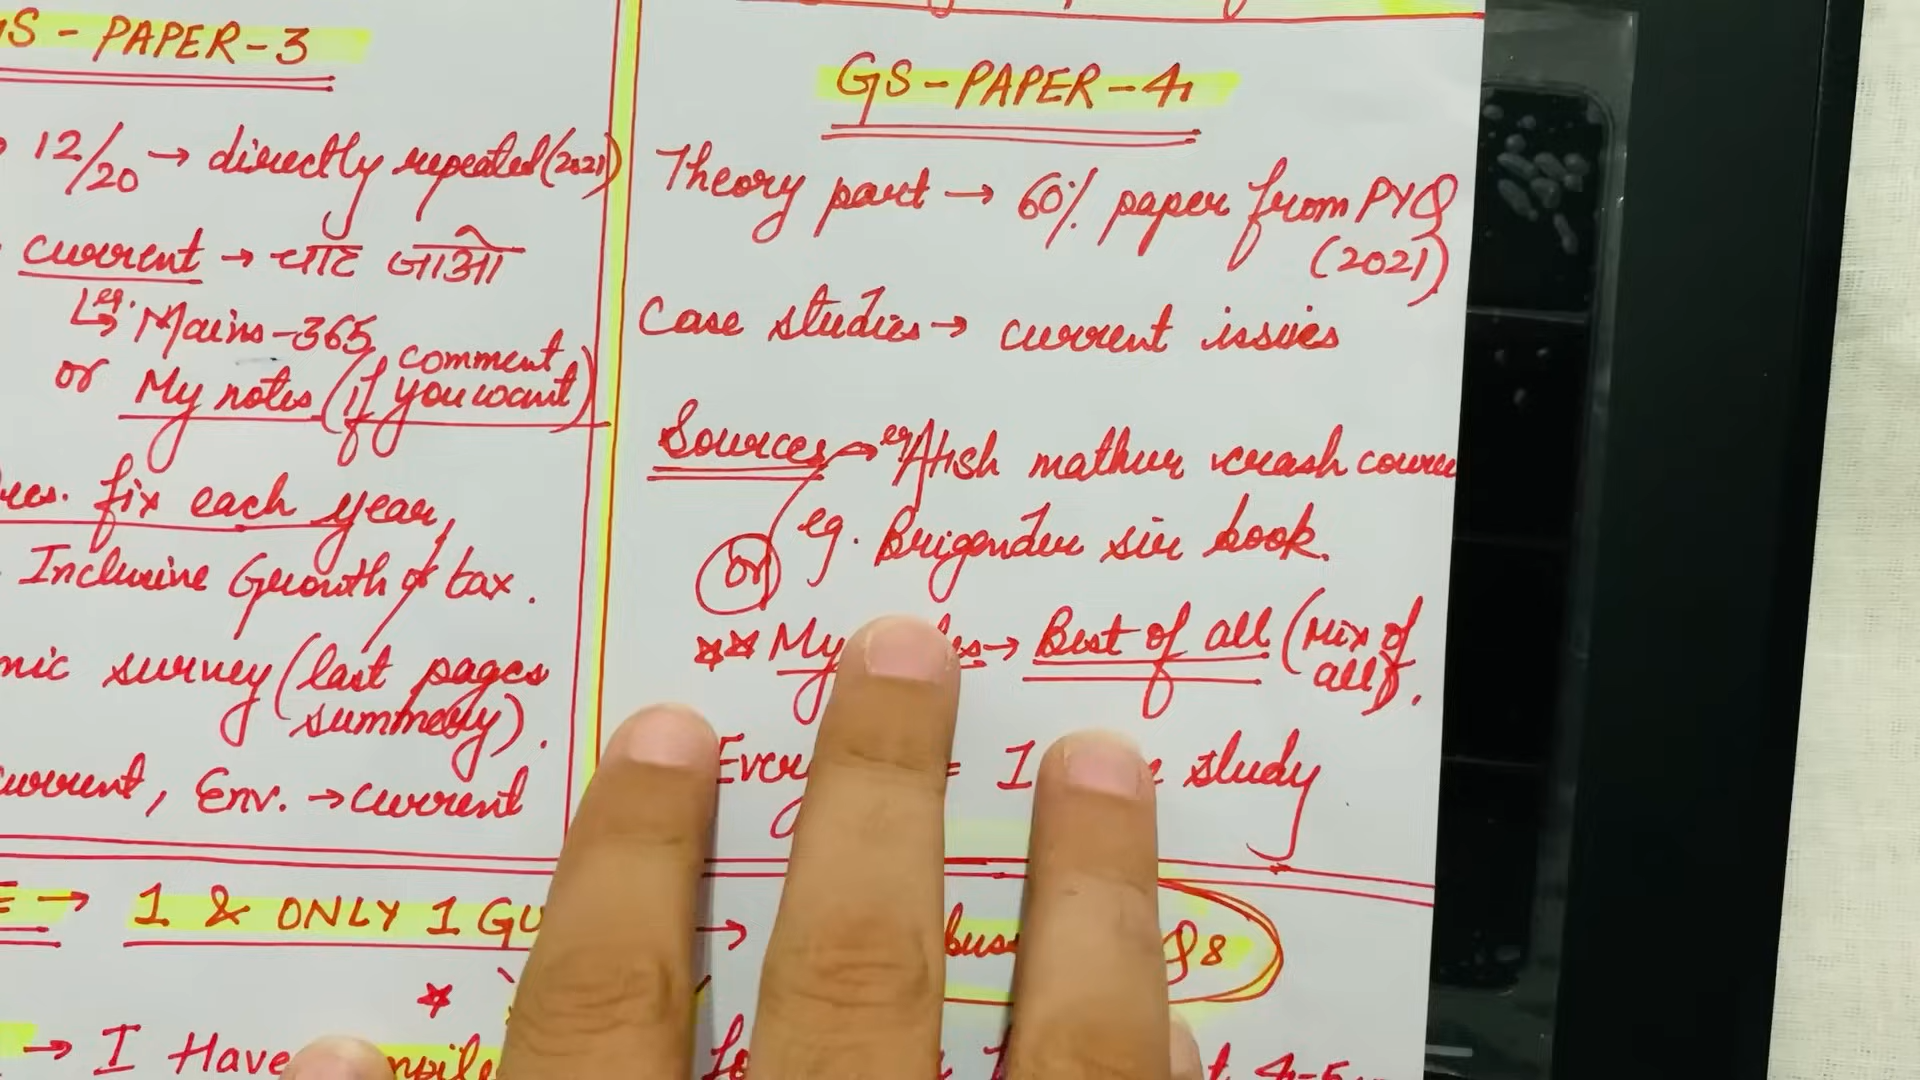 GS - PAPER-3
12/20 → directly repeated (2021)
current → चाट जाओ
eg. Mains-365
or My notes (if you want)
comment
fix each year,
Inclusive Growth & tax.
survey (last pages
summary).
current, Env. → current
GS-PAPER-4
Theory part → 60% paper from PYQ
(2021)
Case studies → current issues
Sources → eg Atish mathur crash course
eg. Brigender sir book.
or
My → Best of all (Mix of
all).
Every = 1 study
→ 1 & ONLY 1 →
→ I Have